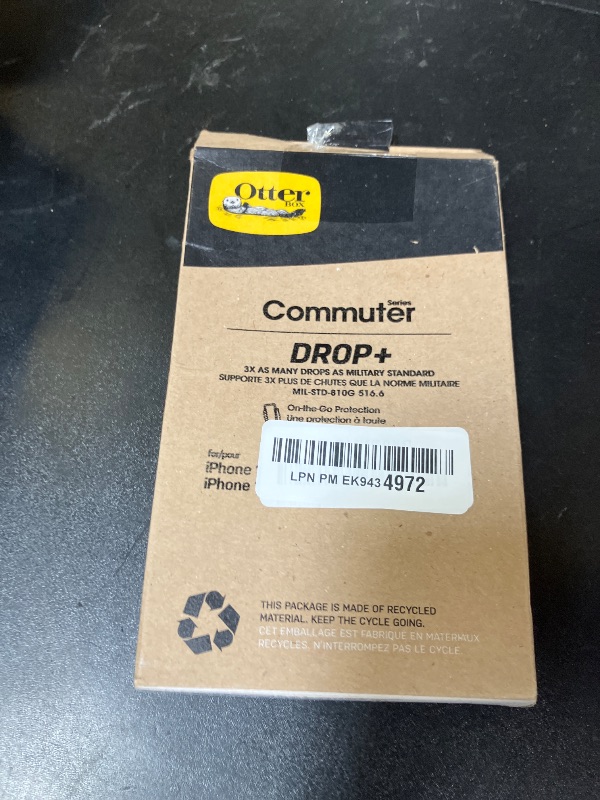 Otter
BOX
Commuter Series
DROP+
3X AS MANY DROPS AS MILITARY STANDARD
SUPPORTE 3X PLUS DE CHUTES QUE LA NORME MILITAIRE
MIL-STD-810G 516.6
On-the-Go Protection
Une protection à toute
for/pour
iPhone
iPhone
LPN PM EK943 4972
THIS PACKAGE IS MADE OF RECYCLED
MATERIAL. KEEP THE CYCLE GOING.
CET EMBALLAGE EST FABRIQUÉ EN MATÉRIAUX
RECYCLÉS. N'INTERROMPEZ PAS LE CYCLE.